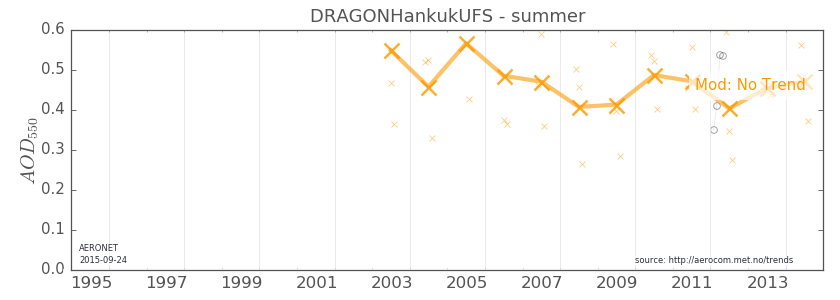 DRAGONHankukUFS - summer
0.6
0.5
0.4
0.3
0.2
0.1
0.0
AOD550
Mod: No Trend
AERONET
2015-09-24
source: http://aerocom.met.no/trends
1995 1997 1999 2001 2003 2005 2007 2009 2011 2013